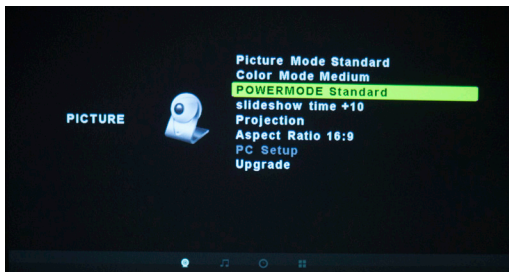 PICTURE
Picture Mode Standard
Color Mode Medium
POWERMODE Standard
slideshow time +10
Projection
Aspect Ratio 16:9
PC Setup
Upgrade